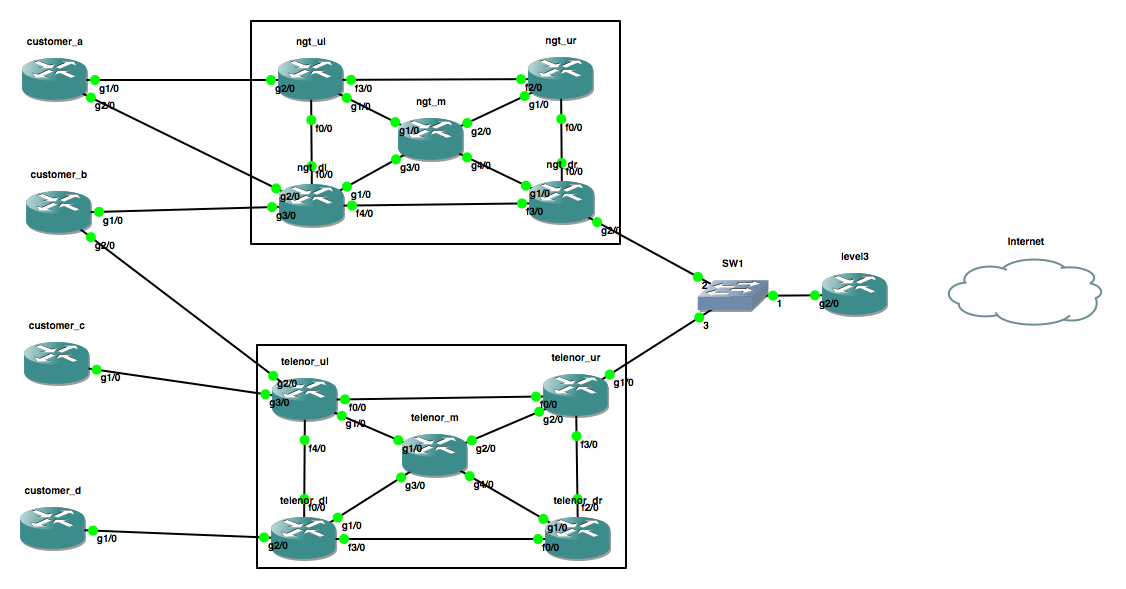 customer_a
g1/0
g2/0
ngt_ul
g2/0
f3/0
g1/0
f0/0
ngt_ur
f2/0
g1/0
f0/0
ngt_m
g1/0
g2/0
g3/0
g4/0
ngt_dl
f0/0
g2/0
g1/0
g3/0
f4/0
ngt_dr
f0/0
g1/0
f3/0
g2/0
customer_b
g1/0
g2/0
SW1
2
1
3
level3
g2/0
Internet
customer_c
g1/0
telenor_ul
g2/0
g3/0
f0/0
g1/0
f4/0
telenor_ur
g1/0
f0/0
g2/0
f3/0
telenor_m
g1/0
g2/0
g3/0
g4/0
customer_d
g1/0
telenor_dl
f0/0
g1/0
g2/0
f3/0
telenor_dr
f2/0
g1/0
f0/0